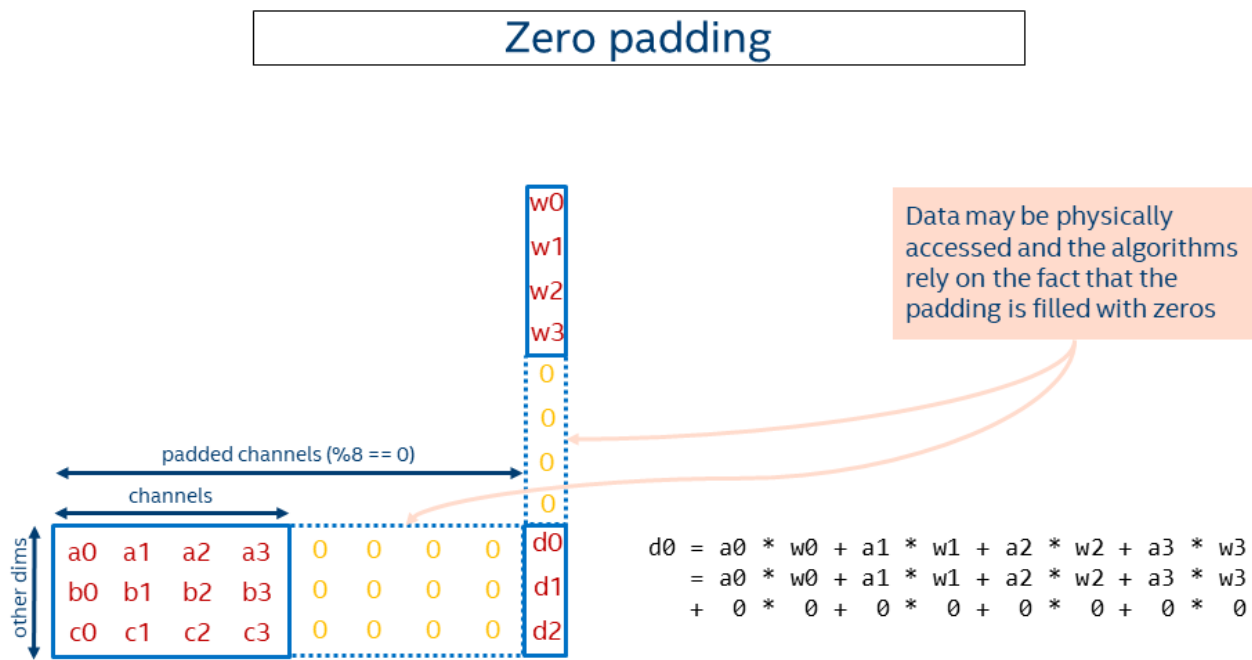 Zero padding
w0
w1
w2
w3
0
0
0
0
Data may be physically
accessed and the algorithms
rely on the fact that the
padding is filled with zeros
padded channels (%8 == 0)
channels
other dims
a0 a1 a2 a3 0 0 0 0 d0
b0 b1 b2 b3 0 0 0 0 d1
c0 c1 c2 c3 0 0 0 0 d2
d0 = a0 * w0 + a1 * w1 + a2 * w2 + a3 * w3
= a0 * w0 + a1 * w1 + a2 * w2 + a3 * w3
+ 0 * 0 + 0 * 0 + 0 * 0 + 0 * 0